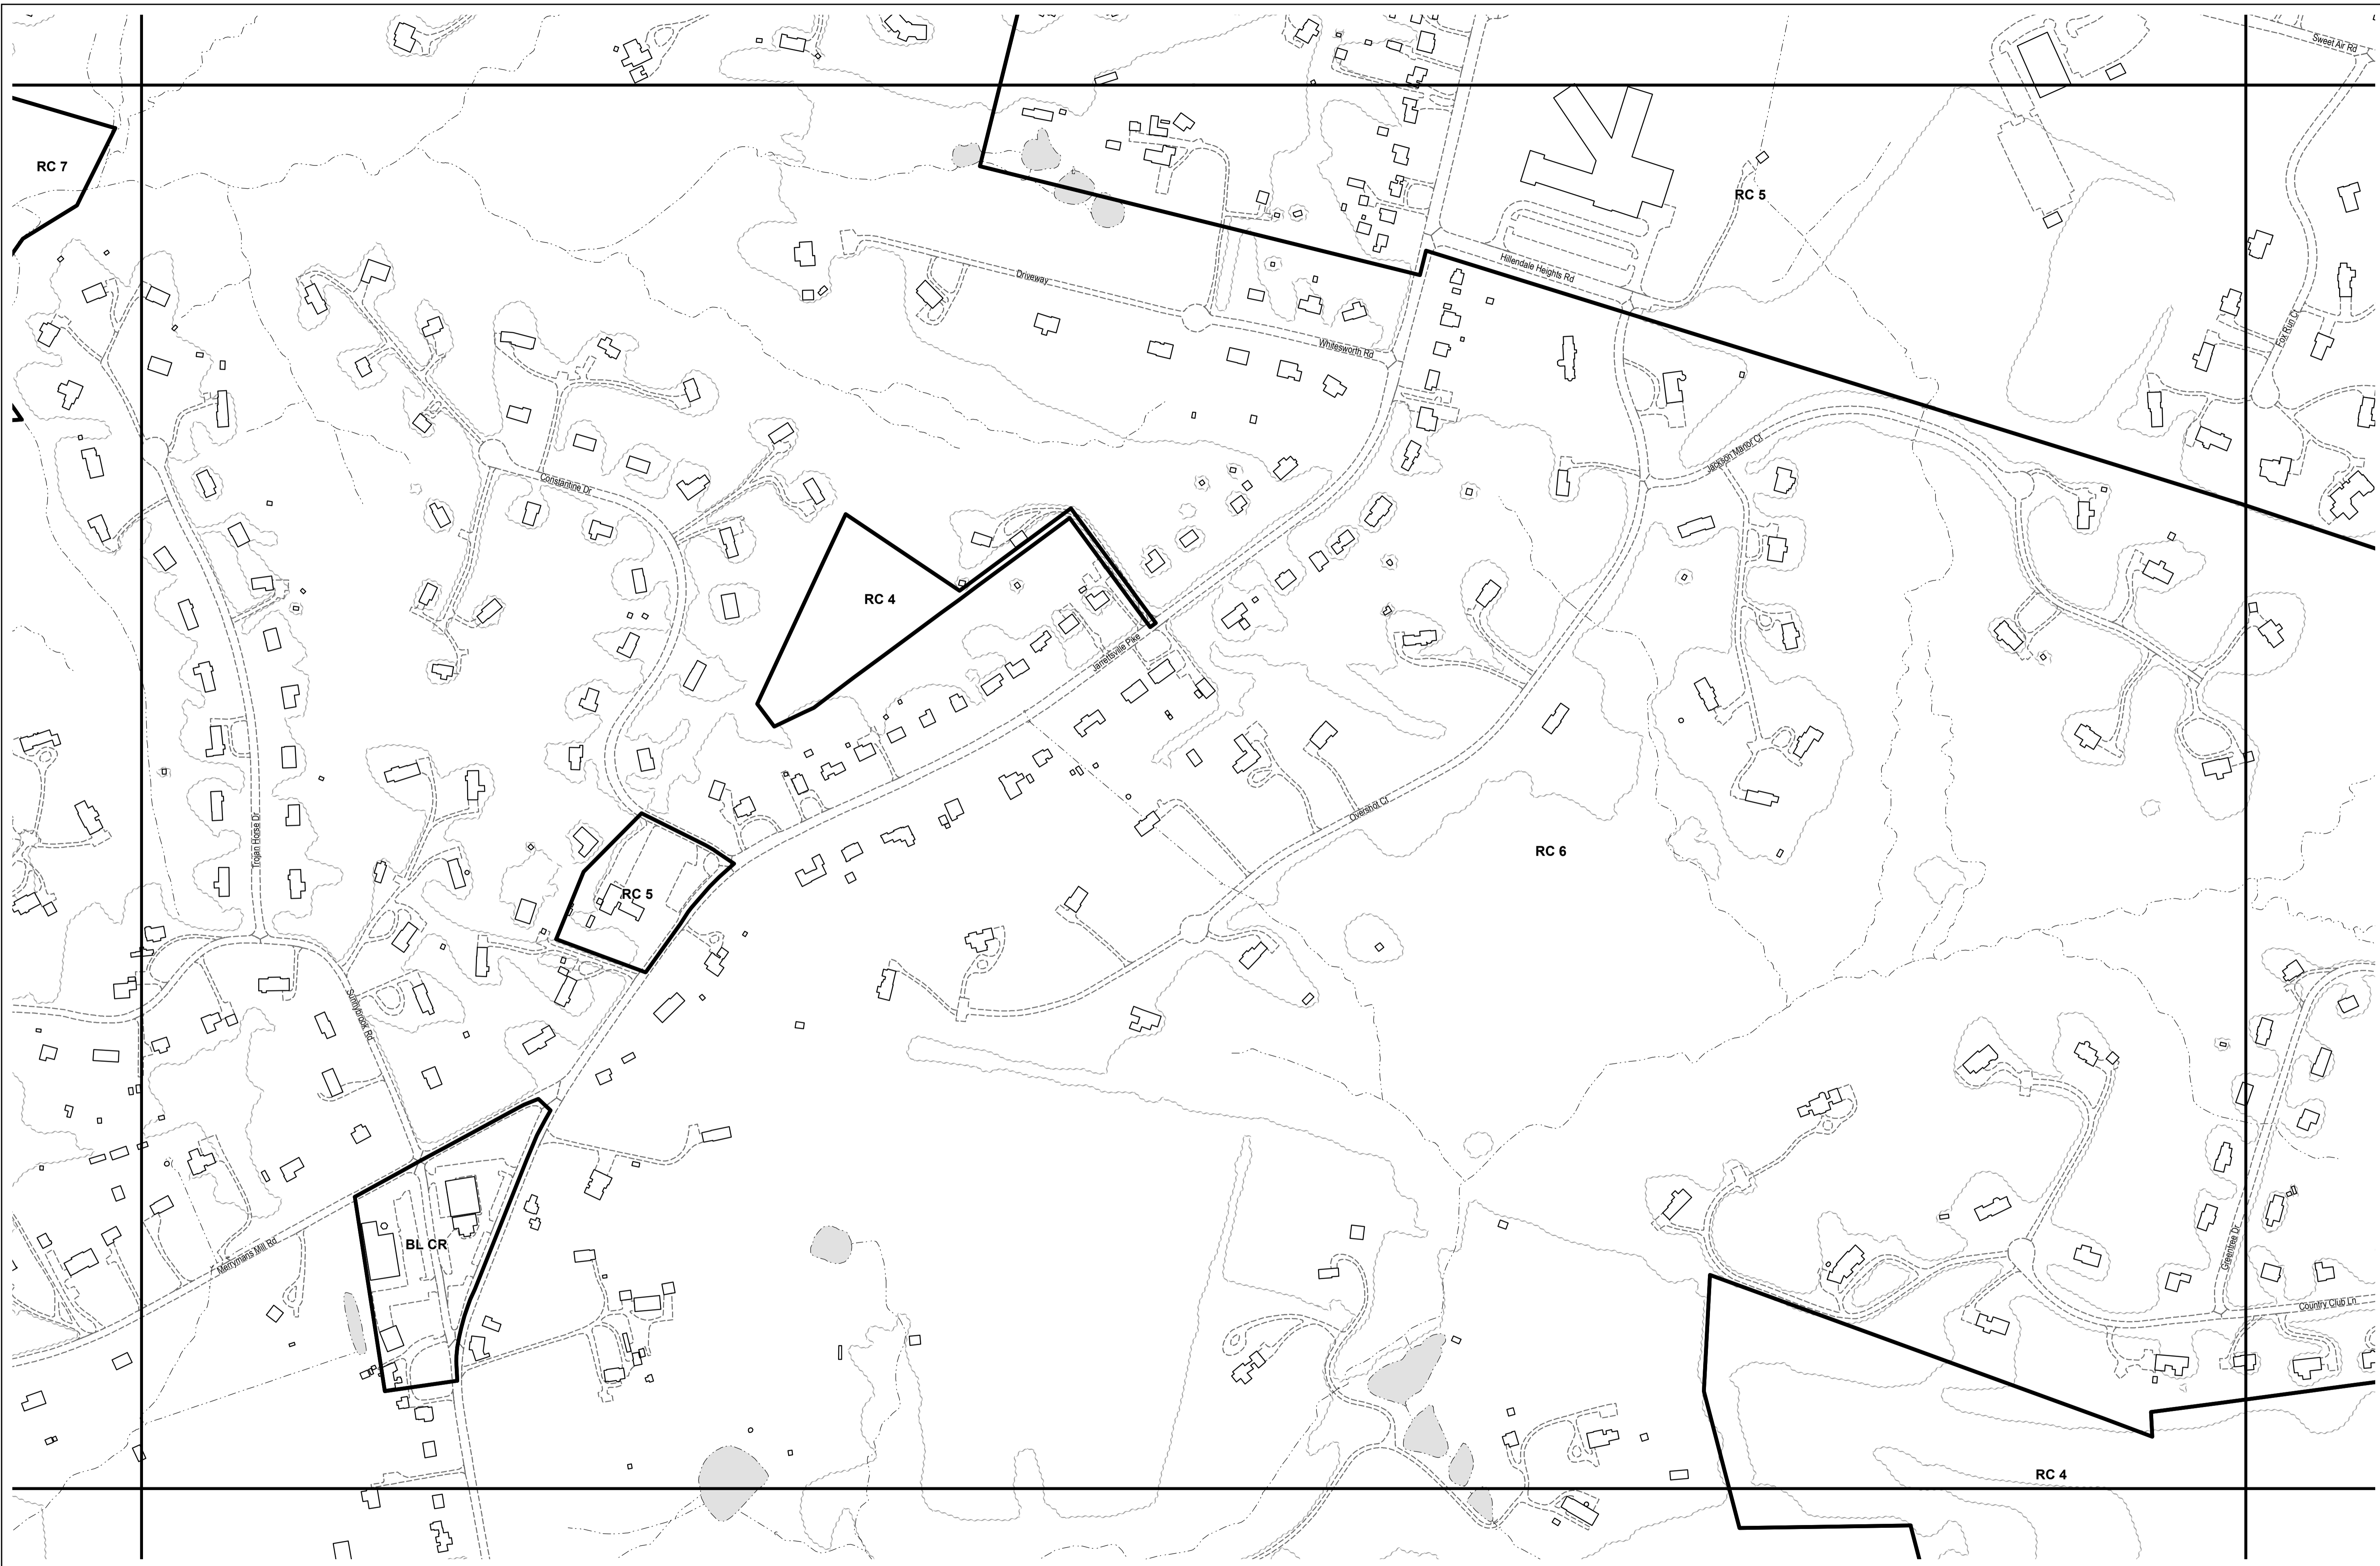 Sweet Air Rd
RC 7
RC 5
Hillendale Heights Rd
Driveway
Fox Run Ct
Whitesworth Rd
Jackson Manor Ct
Constantine Dr
RC 4
Jarrettsville Pike
Overshot Ct
Trojan Horse Dr
RC 6
RC 5
Sunnybrook Rd
BL CR
Merrymans Mill Rd
Greentree Dr
Country Club Ln
RC 4